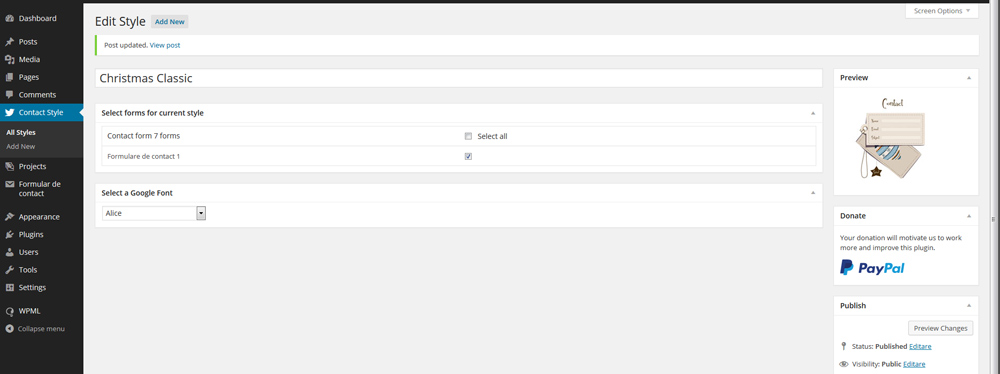 Dashboard
Posts
Media
Pages
Comments
Contact Style
All Styles
Add New
Projects
Formular de
contact
Appearance
Plugins
Users
Tools
Settings
WPML
Collapse menu
Screen Options
Edit Style Add New
Post updated. View post
Christmas Classic
Select forms for current style
Contact form 7 forms Select all
Formulare de contact 1
Select a Google Font
Alice
Preview
Contact
Donate
Your donation will motivate us to work
more and improve this plugin.
PayPal
Publish
Preview Changes
Status: Published Editare
Visibility: Public Editare